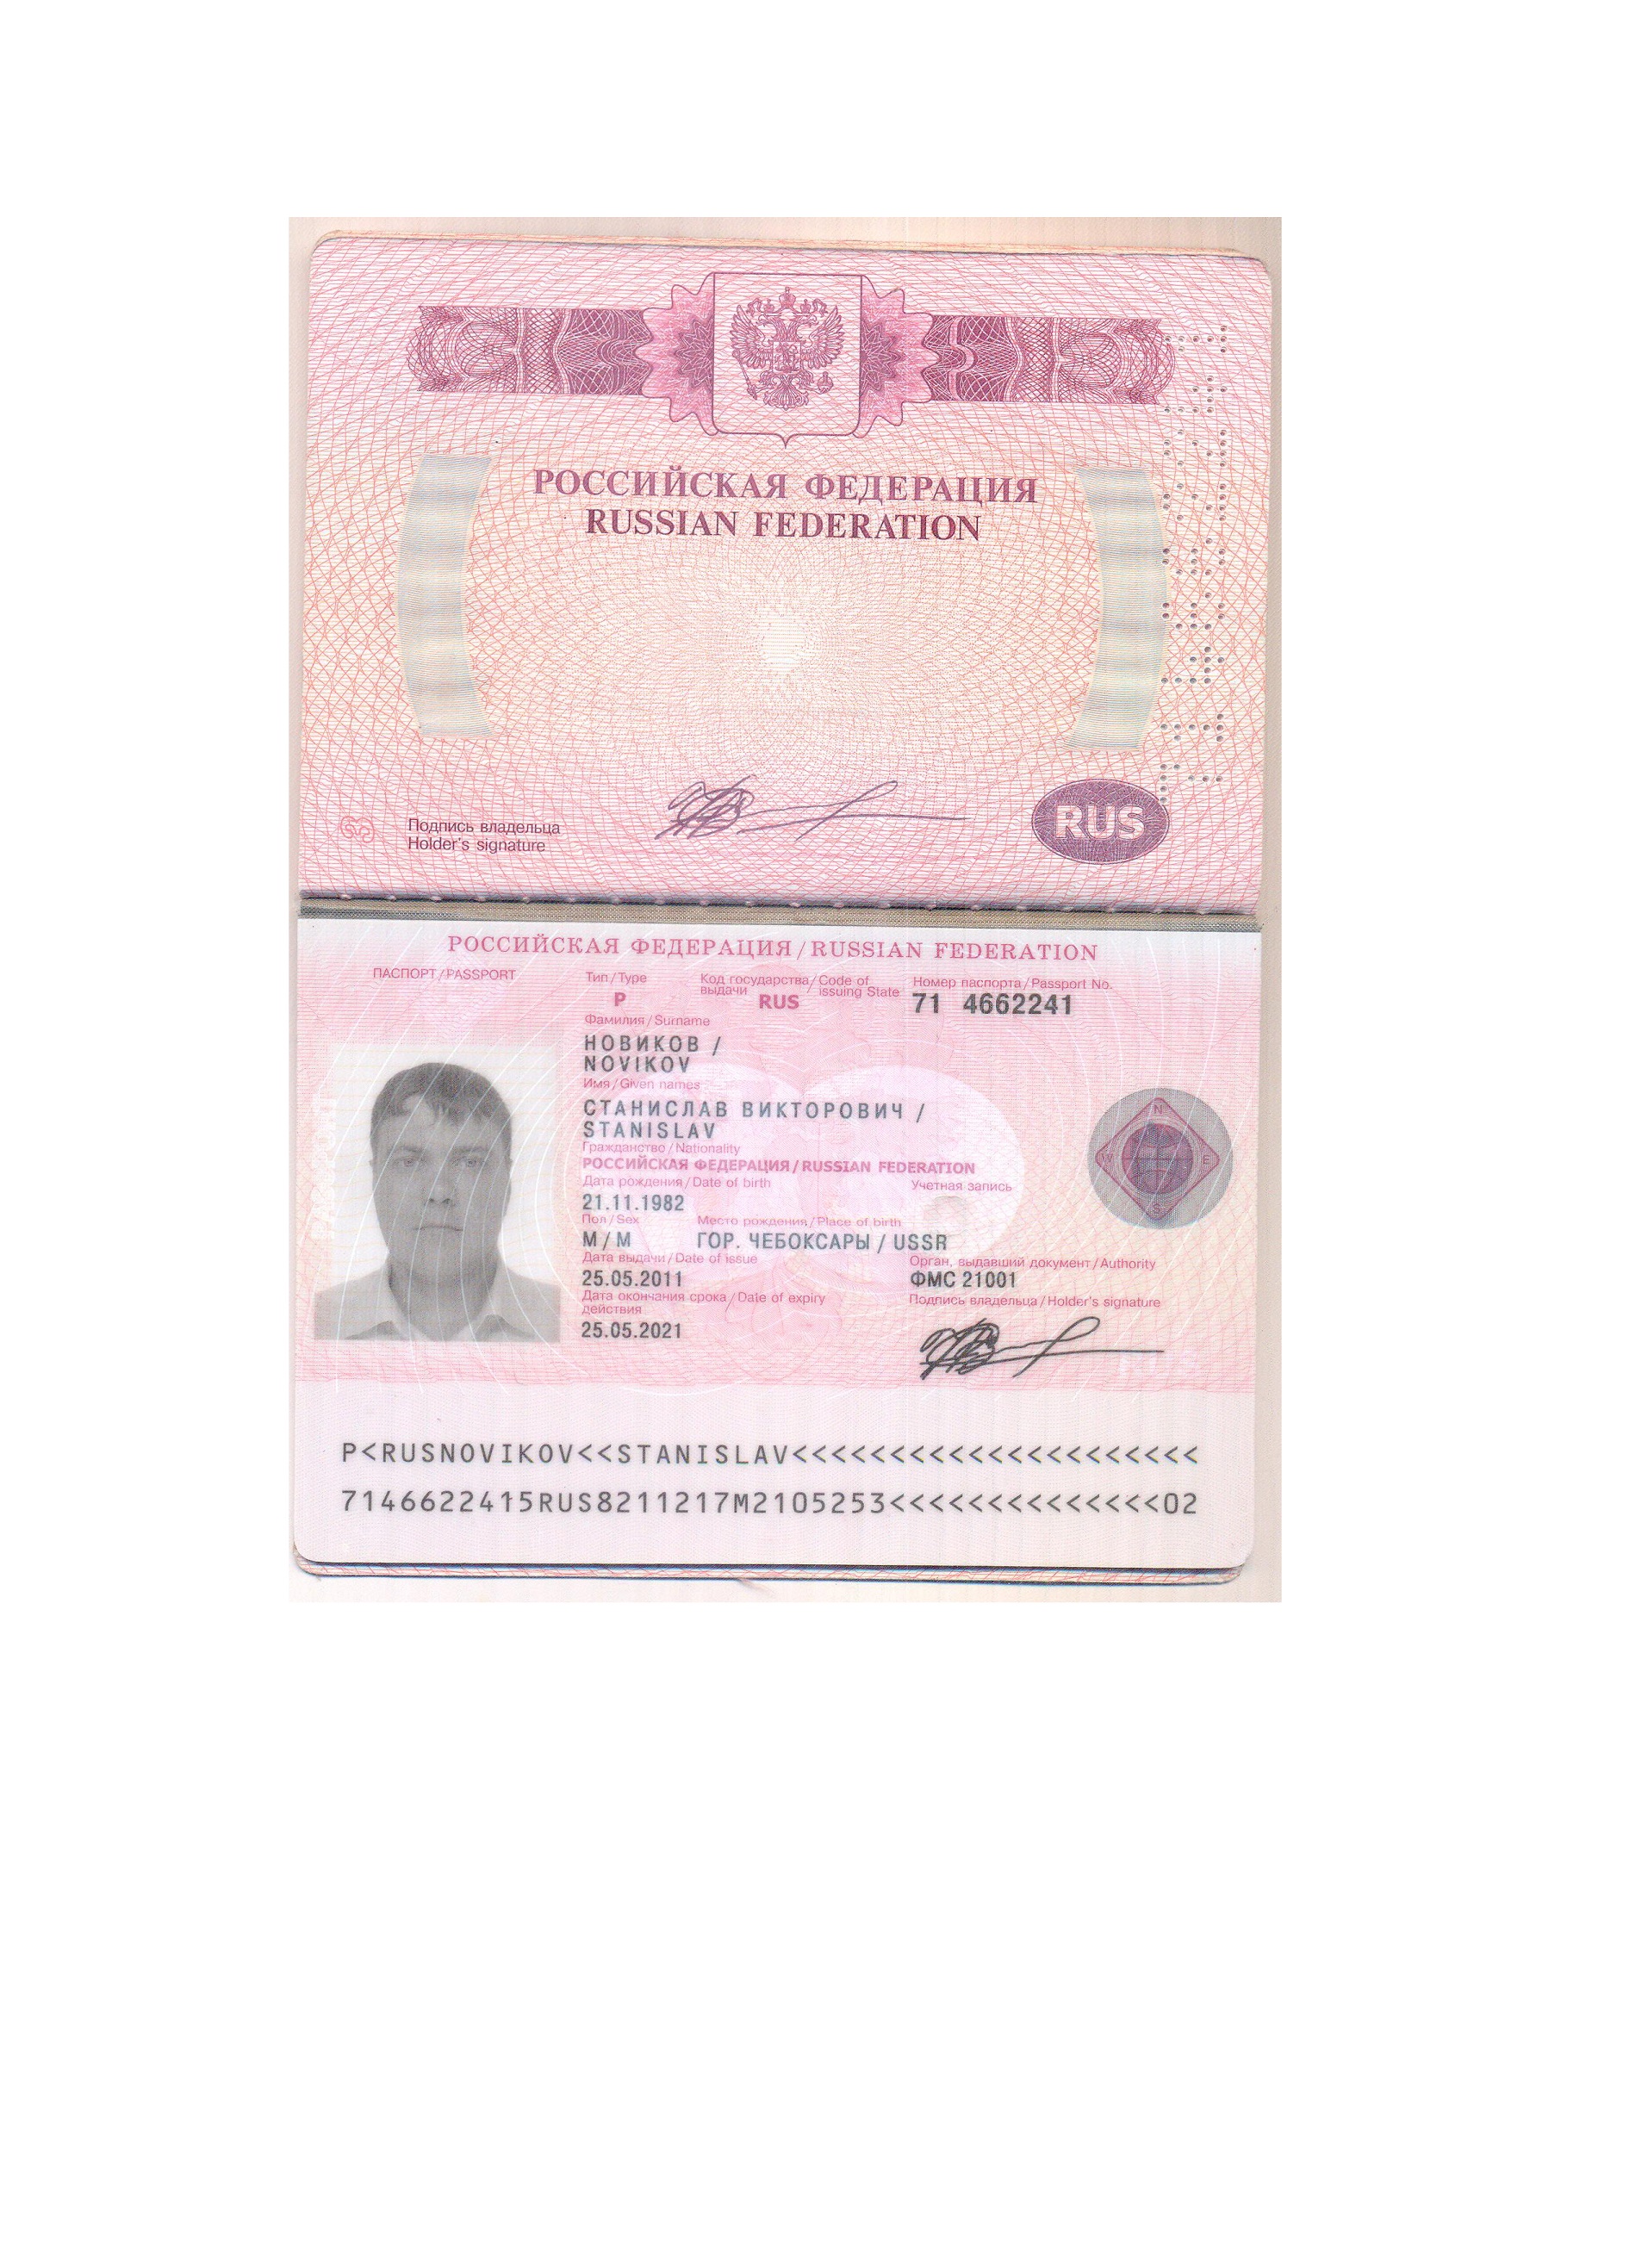 РОССИЙСКАЯ ФЕДЕРАЦИЯ
RUSSIAN FEDERATION
Подпись владельца
Holder's signature
RUS
РОССИЙСКАЯ ФЕДЕРАЦИЯ/RUSSIAN FEDERATION
ПАСПОРТ/PASSPORT
Тип/Type
Код государства/Code of
выдачи issuing State
Номер паспорта/Passport No.
P
RUS
71 4662241
Фамилия/Surname
НОВИКОВ /
NOVIKOV
Имя/Given names
СТАНИСЛАВ ВИКТОРОВИЧ /
STANISLAV
Гражданство/Nationality
РОССИЙСКАЯ ФЕДЕРАЦИЯ/RUSSIAN FEDERATION
Дата рождения/Date of birth
Учетная запись
21.11.1982
Пол/Sex
Место рождения/Place of birth
М/M
ГОР. ЧЕБОКСАРЫ / USSR
Дата выдачи/Date of issue
Орган, выдавший документ/Authority
25.05.2011
ФМС 21001
Дата окончания срока/Date of expiry
действия
Подпись владельца/Holder's signature
25.05.2021
N
W
E
S
P<RUSNOVIKOV<<STANISLAV<<<<<<<<<<<<<<<<<<<<<
7146622415RUS8211217M2105253<<<<<<<<<<<<<<02